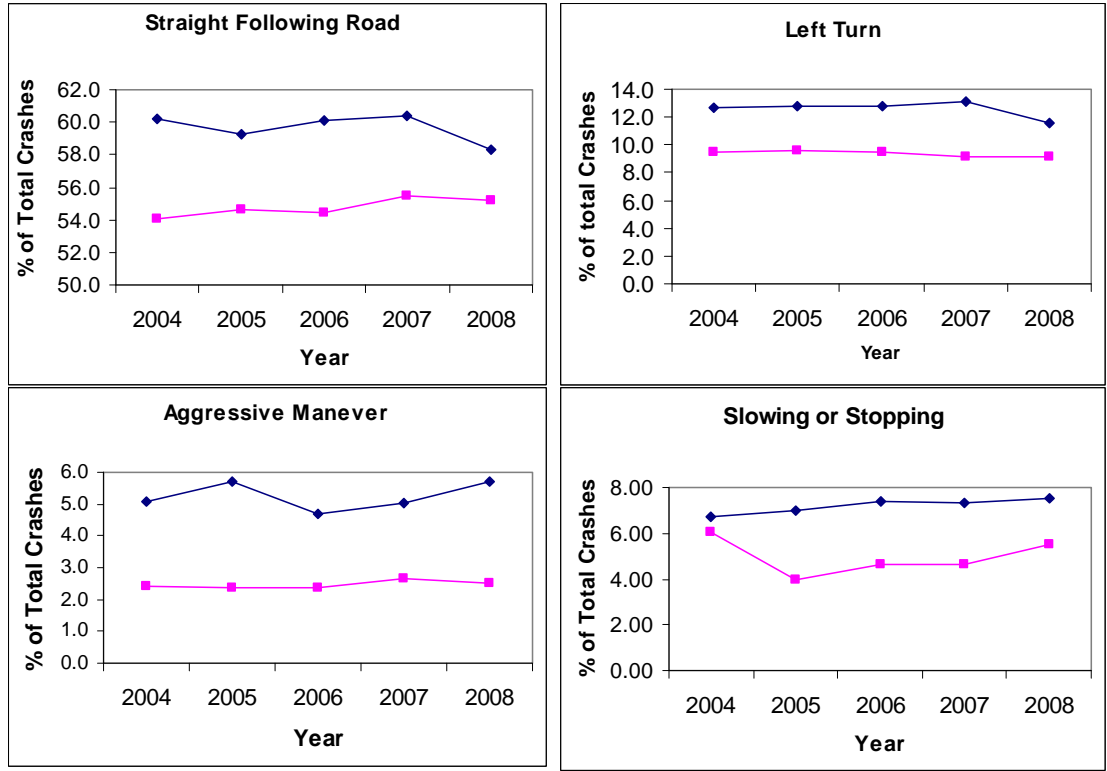 Straight Following Road
% of Total Crashes
62.0
60.0
58.0
56.0
54.0
52.0
50.0
2004 2005 2006 2007 2008
Year
Left Turn
% of total Crashes
14.0
12.0
10.0
8.0
6.0
4.0
2.0
0.0
2004 2005 2006 2007 2008
Year
Aggressive Manever
% of Total Crashes
6.0
5.0
4.0
3.0
2.0
1.0
0.0
2004 2005 2006 2007 2008
Year
Slowing or Stopping
% of Total Crashes
8.00
6.00
4.00
2.00
0.00
2004 2005 2006 2007 2008
Year